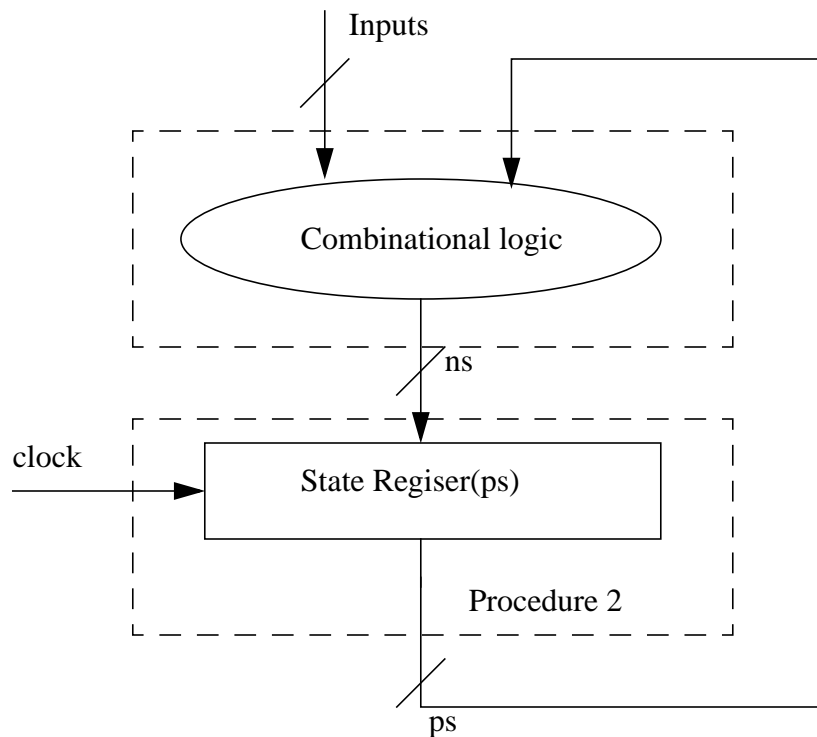 Inputs
Combinational logic
ns
clock
State Regiser(ps)
Procedure 2
ps